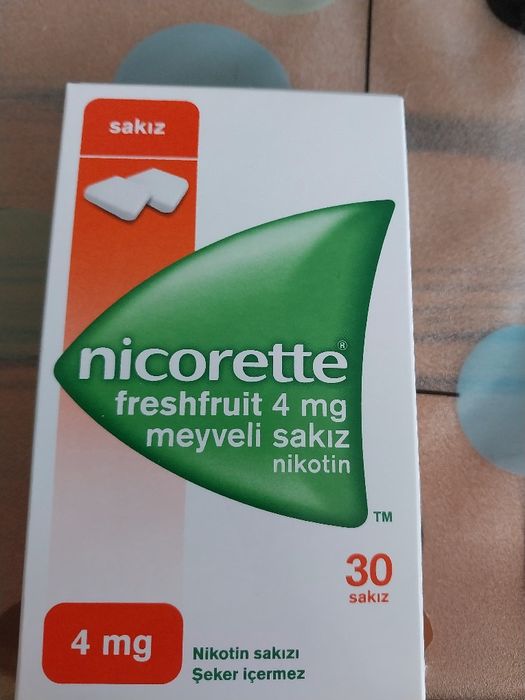 sakız
nicorette®
freshfruit 4 mg
meyveli sakız
nikotin
TM
30
sakız
4 mg
Nikotin sakızı
Şeker içermez